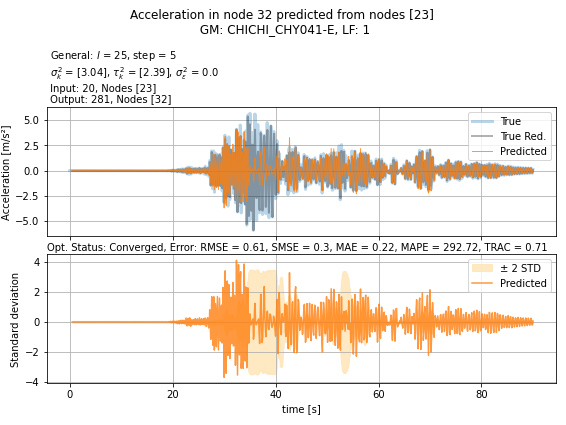 Acceleration in node 32 predicted from nodes [23]
GM: CHICHI_CHY041-E, LF: 1
General: l = 25, step = 5
σ²ₖ = [3.04], τ²ₖ = [2.39], σ²ₑ = 0.0
Input: 20, Nodes [23]
Output: 281, Nodes [32]
Acceleration [m/s²]
5.0
2.5
0.0
−2.5
−5.0
True
True Red.
Predicted
Opt. Status: Converged, Error: RMSE = 0.61, SMSE = 0.3, MAE = 0.22, MAPE = 292.72, TRAC = 0.71
Standard deviation
4
2
0
−2
−4
± 2 STD
Predicted
0 20 40 60 80
time [s]